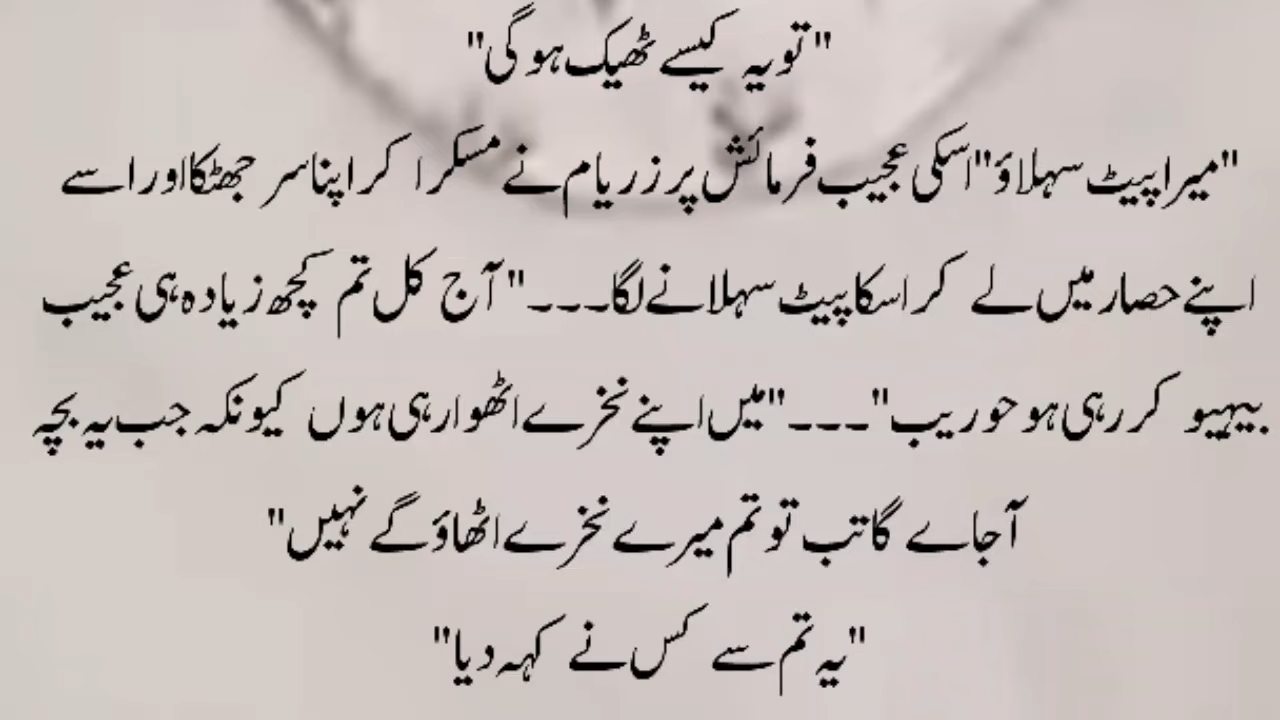 "تو یہ کیسے ٹھیک ہوگی"
"میرا پیٹ سہلاؤ" اسکی عجیب فرمائش پر زریام نے مسکرا کر اپنا سر جھٹکا اور اسے
اپنے حصار میں لے کر اسکا پیٹ سہلانے لگا۔۔۔ "آج کل تم کچھ زیادہ ہی عجیب
بیہیو کر رہی ہو حوریب"۔۔۔ "میں اپنے نخرے اٹھوا رہی ہوں کیونکہ جب یہ بچہ
آجاے گا تب تو تم میرے نخرے اٹھاؤ گے نہیں"
"یہ تم سے کس نے کہہ دیا"